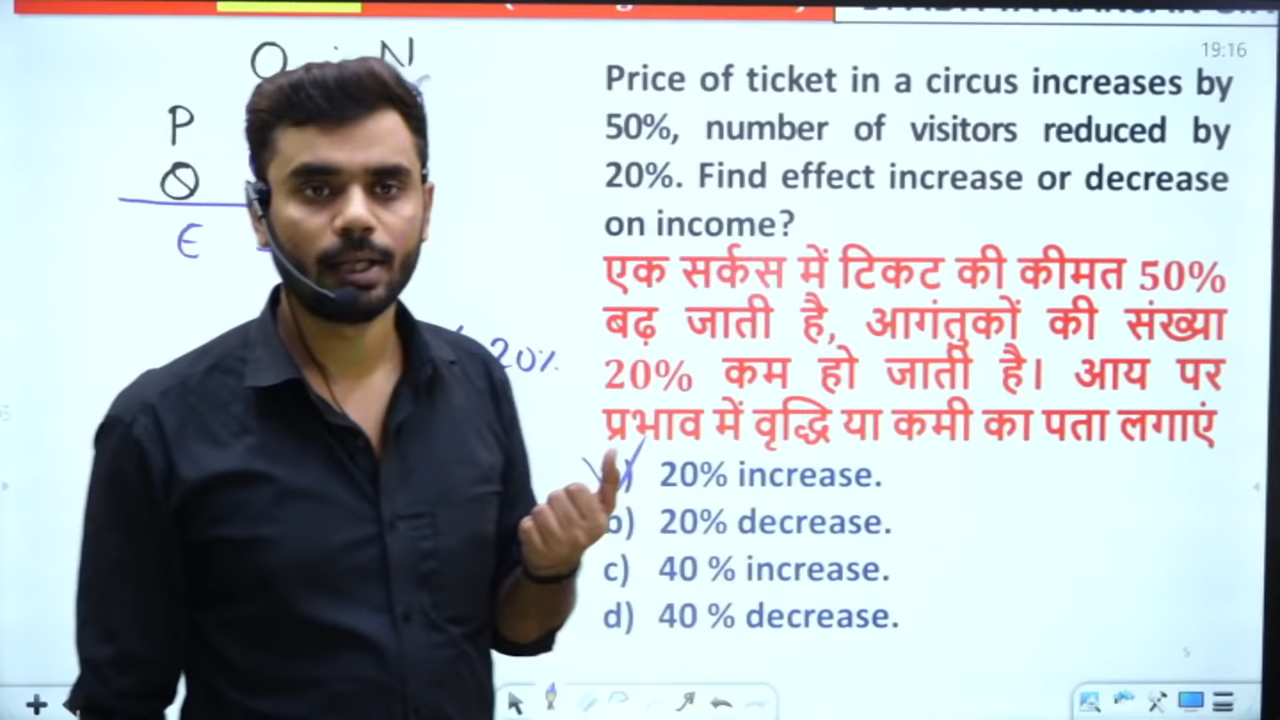 19:16
O : N
P
Q
E
20%
Price of ticket in a circus increases by
50%, number of visitors reduced by
20%. Find effect increase or decrease
on income?
एक सर्कस में टिकट की कीमत 50%
बढ़ जाती है, आगंतुकों की संख्या
20% कम हो जाती है। आय पर
प्रभाव में वृद्धि या कमी का पता लगाएं
20% increase.
b) 20% decrease.
c) 40 % increase.
d) 40 % decrease.
5